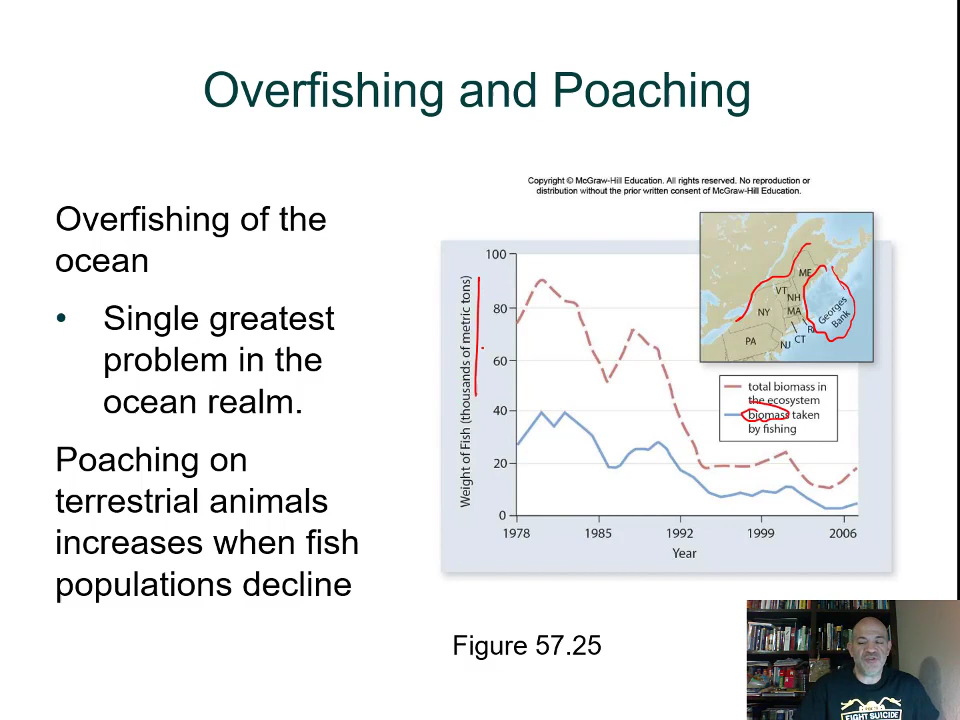 Overfishing and Poaching
Overfishing of the
ocean
• Single greatest
problem in the
ocean realm.
Poaching on
terrestrial animals
increases when fish
populations decline
Copyright © McGraw-Hill Education. All rights reserved. No reproduction or
distribution without the prior written consent of McGraw-Hill Education.
Weight of Fish (thousands of metric tons)
100
80
60
40
20
0
1978
1985
1992
1999
2006
Year
ME
VT
NH
NY
MA
PA
CT
NJ
Georges
Bank
total biomass in
the ecosystem
biomass taken
by fishing
Figure 57.25
FIGHT SUICIDE